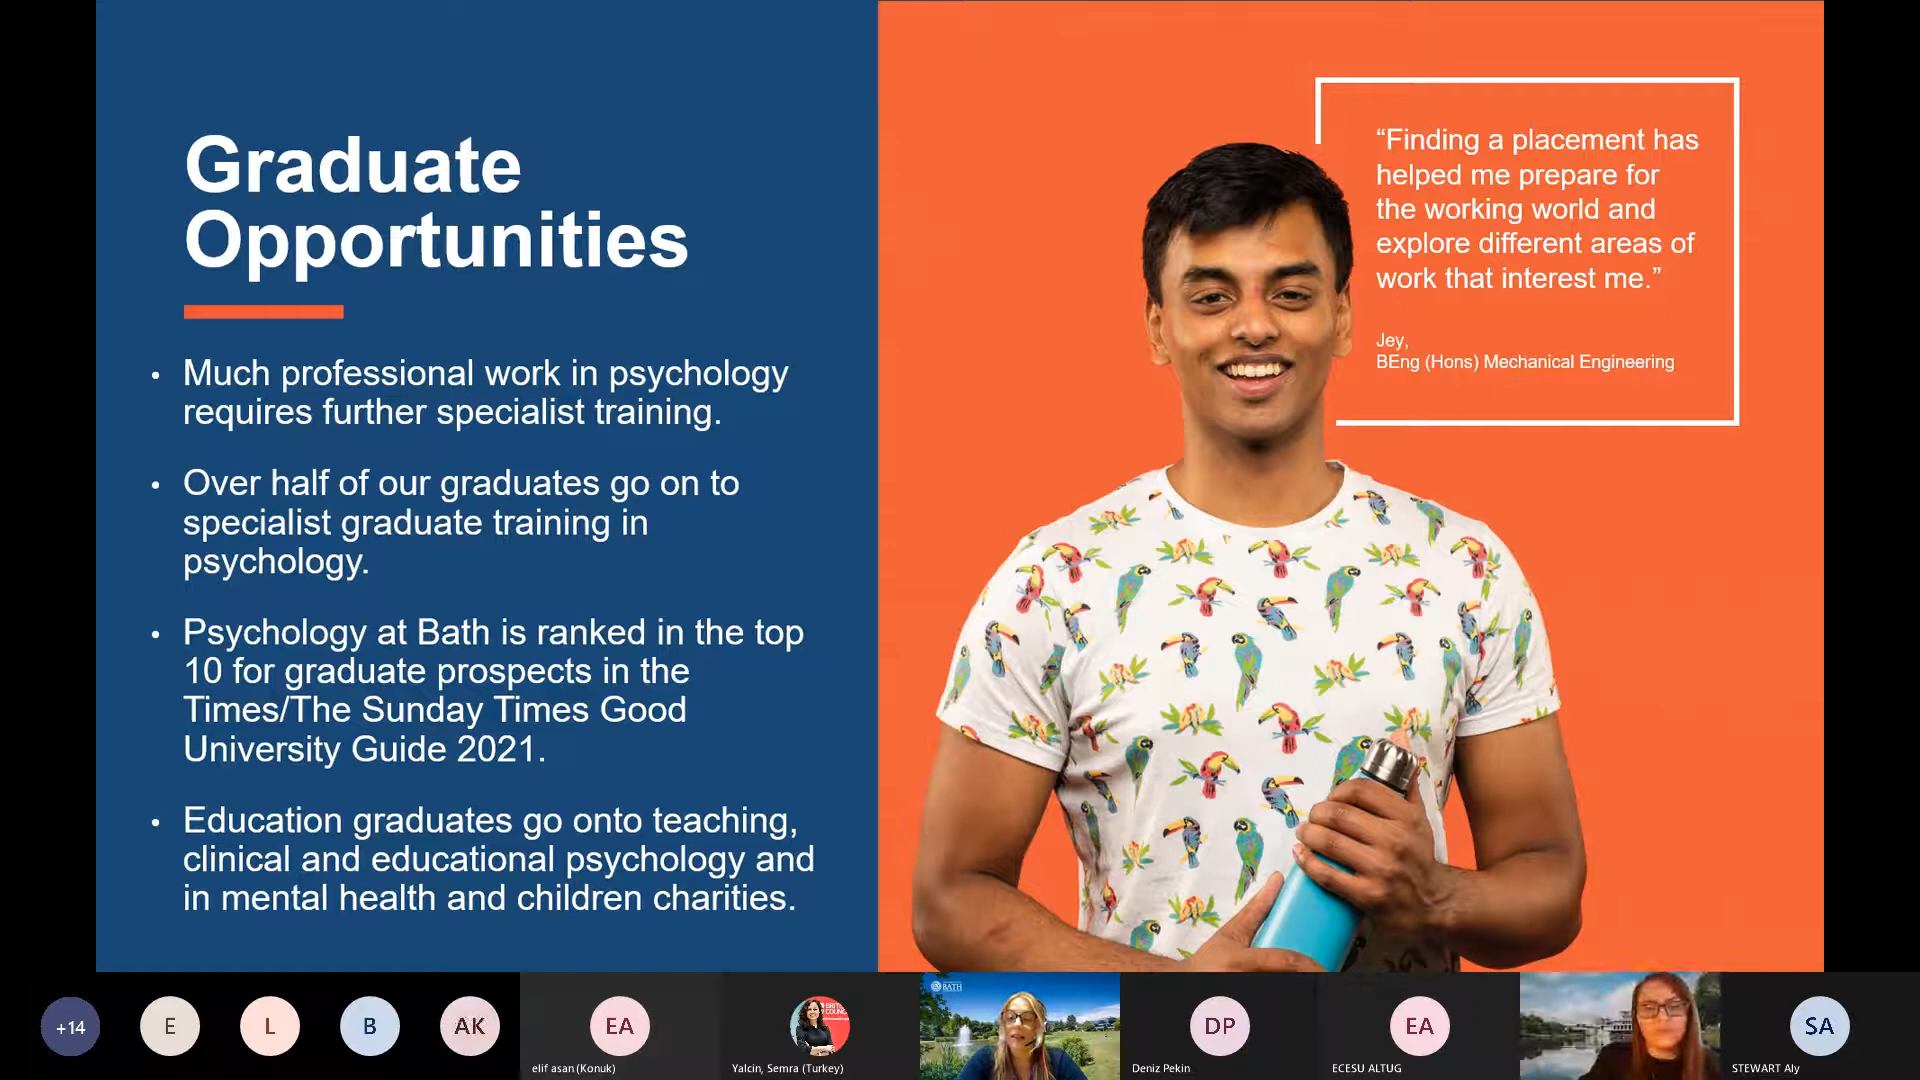 Graduate
Opportunities
• Much professional work in psychology
requires further specialist training.
• Over half of our graduates go on to
specialist graduate training in
psychology.
• Psychology at Bath is ranked in the top
10 for graduate prospects in the
Times/The Sunday Times Good
University Guide 2021.
• Education graduates go onto teaching,
clinical and educational psychology and
in mental health and children charities.
“Finding a placement has
helped me prepare for
the working world and
explore different areas of
work that interest me.”
Jey,
BEng (Hons) Mechanical Engineering
+14
E
L
B
AK
EA
elif asan (Konuk)
Yalcin, Semra (Turkey)
BATH
DP
Deniz Pekin
EA
ECESU ALTUG
SA
STEWART Aly